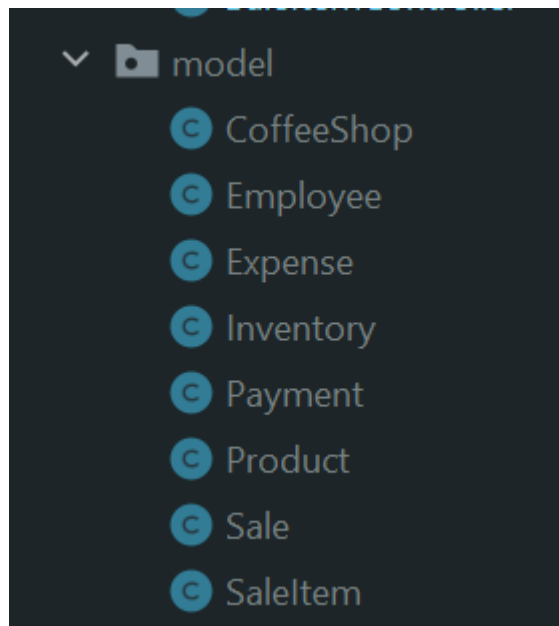 model
CoffeeShop
Employee
Expense
Inventory
Payment
Product
Sale
SaleItem